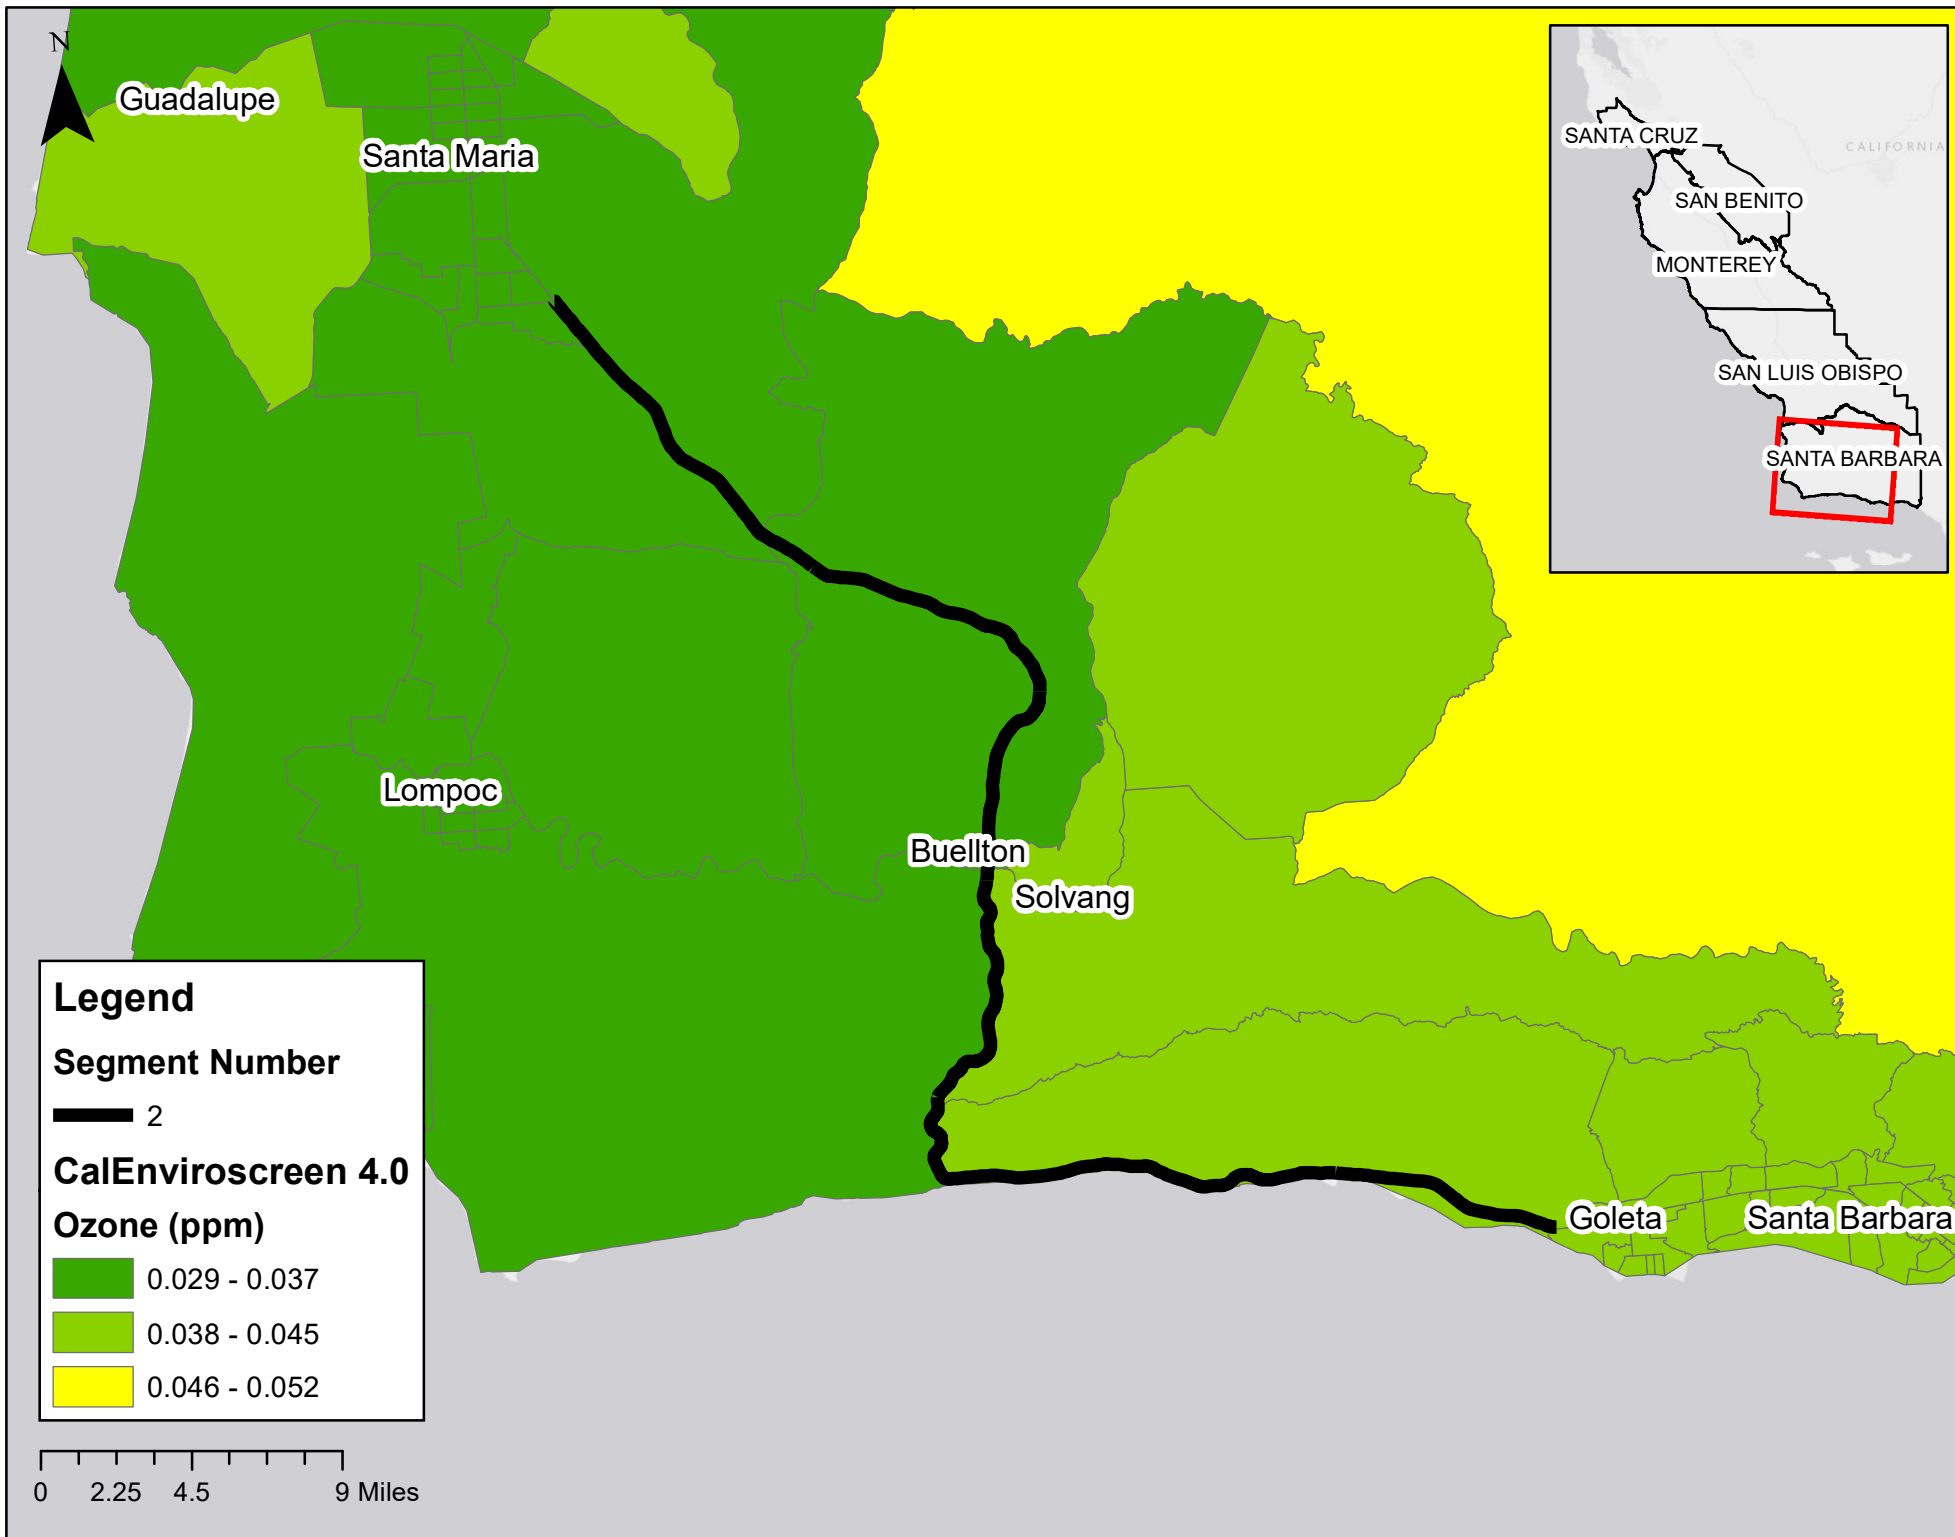 N
Guadalupe
Santa Maria
Lompoc
Buellton
Solvang
Goleta
Santa Barbara
SANTA CRUZ
CALIFORNIA
SAN BENITO
MONTEREY
SAN LUIS OBISPO
SANTA BARBARA
Legend
Segment Number
2
CalEnviroscreen 4.0
Ozone (ppm)
0.029 - 0.037
0.038 - 0.045
0.046 - 0.052
0 2.25 4.5 9 Miles